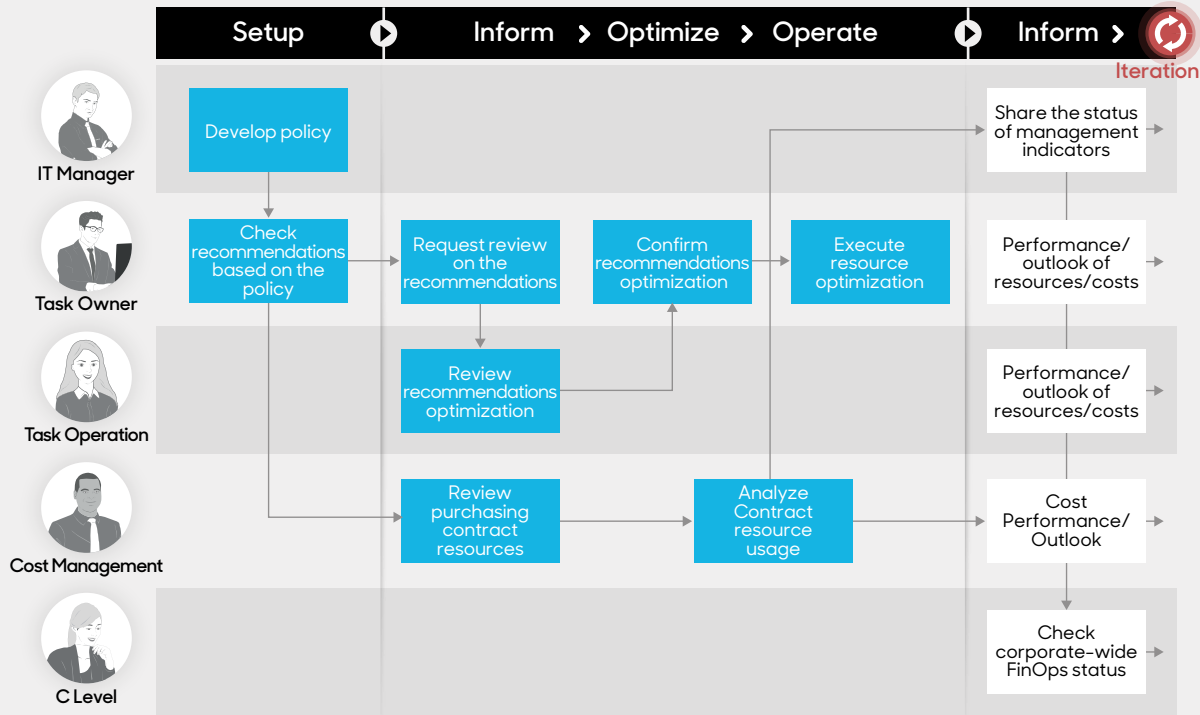 Setup
Inform
Optimize
Operate
Inform
Iteration
IT Manager
Develop policy
Share the status
of management
indicators
Task Owner
Check
recommendations
based on the
policy
Request review
on the
recommendations
Confirm
recommendations
optimization
Execute
resource
optimization
Performance/
outlook of
resources/costs
Task Operation
Review
recommendations
optimization
Performance/
outlook of
resources/costs
Cost Management
Review
purchasing
contract
resources
Analyze
Contract
resource
usage
Cost
Performance/
Outlook
C Level
Check
corporate-wide
FinOps status